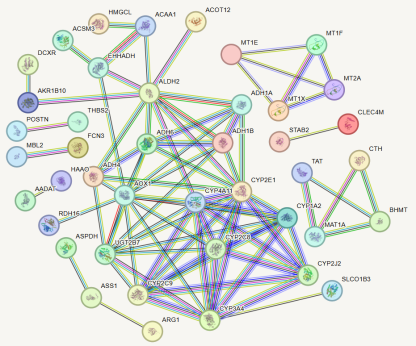 HMGCL
ACAA1
ACOT12
ACSM3
MT1E
MT1F
DCXR
EHHADH
ALDH2
MT2A
AKR1B10
ADH1A
MT1X
THBS2
CLEC4M
POSTN
ADH6
ADH1B
STAB2
FCN3
MBL2
CTH
TAT
HAAO
ADH4
CYP2E1
AADAT
AOX1
CYP4A11
RDH16
CYP1A2
BHMT
MAT1A
ASPDH
UGT2B7
CYP2C8
CYP2J2
SLCO1B3
ASS1
CYP2C9
CYP3A4
ARG1